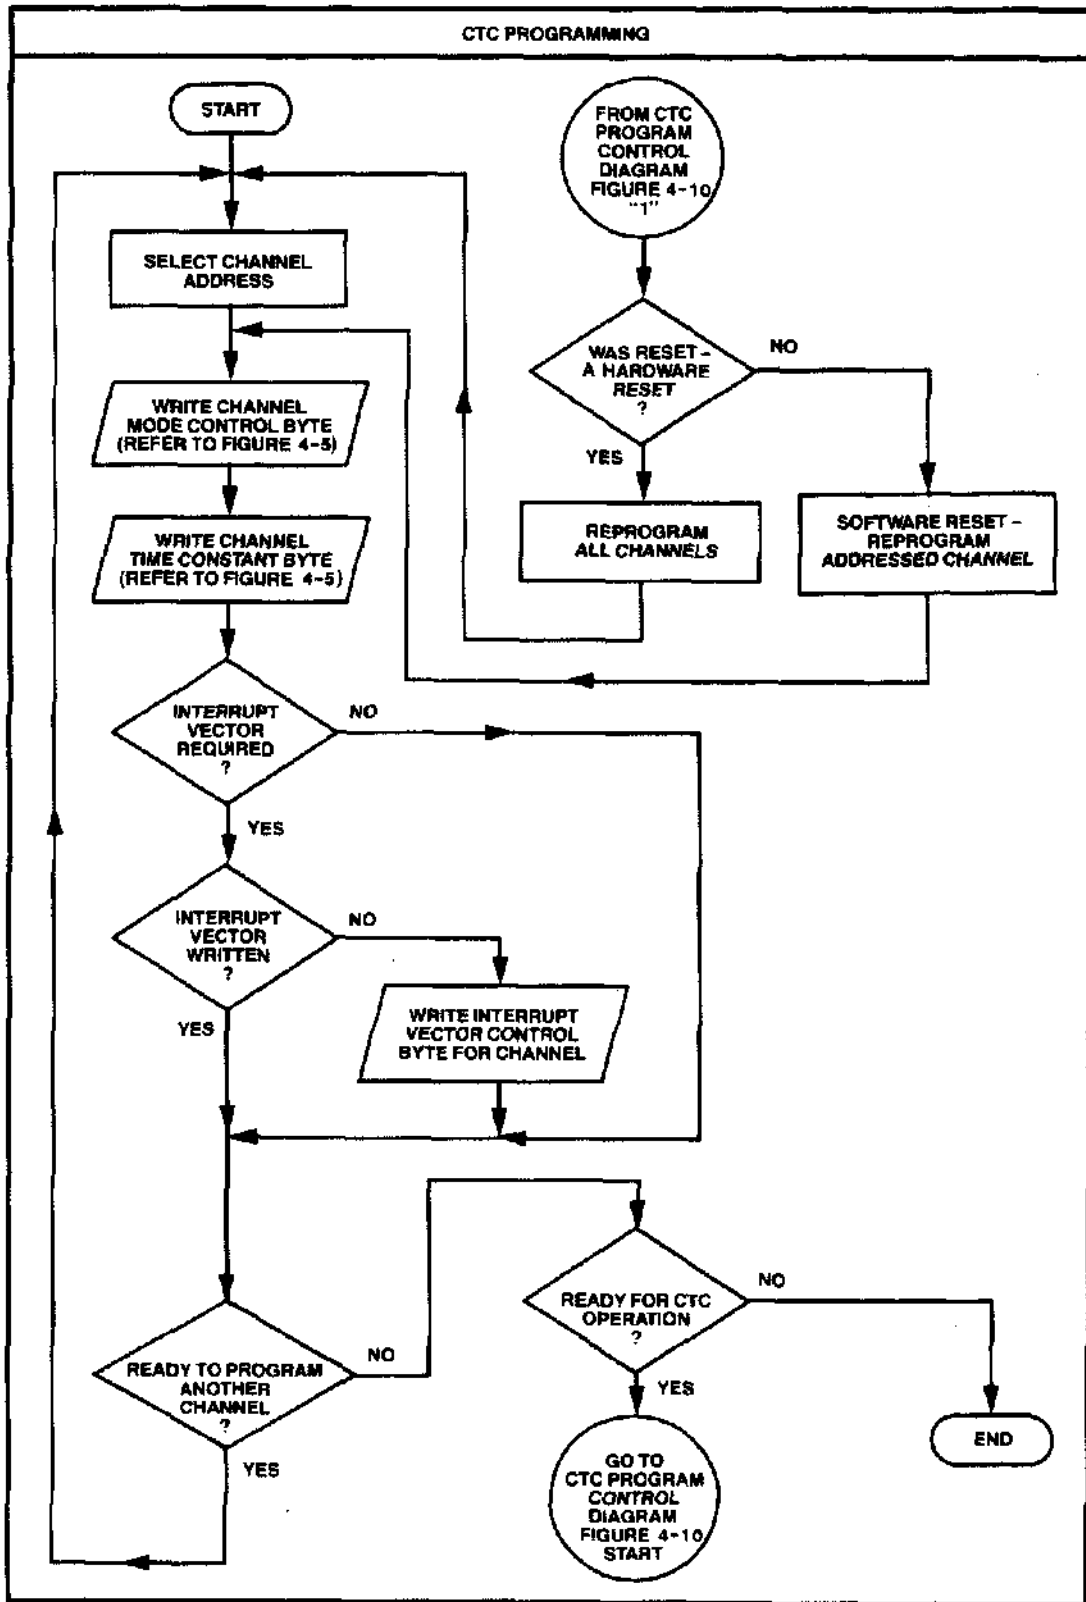 CTC PROGRAMMING
START
FROM CTC
PROGRAM
CONTROL
DIAGRAM
FIGURE 4-10
"1"
SELECT CHANNEL
ADDRESS
WAS RESET –
A HARDWARE
RESET
?
NO
YES
WRITE CHANNEL
MODE CONTROL BYTE
(REFER TO FIGURE 4-5)
REPROGRAM
ALL CHANNELS
SOFTWARE RESET –
REPROGRAM
ADDRESSED CHANNEL
WRITE CHANNEL
TIME CONSTANT BYTE
(REFER TO FIGURE 4-5)
INTERRUPT
VECTOR
REQUIRED
?
NO
YES
INTERRUPT
VECTOR
WRITTEN
?
NO
YES
WRITE INTERRUPT
VECTOR CONTROL
BYTE FOR CHANNEL
READY FOR CTC
OPERATION
?
NO
YES
READY TO PROGRAM
ANOTHER
CHANNEL
?
NO
YES
END
GO TO
CTC PROGRAM
CONTROL
DIAGRAM
FIGURE 4-10
START